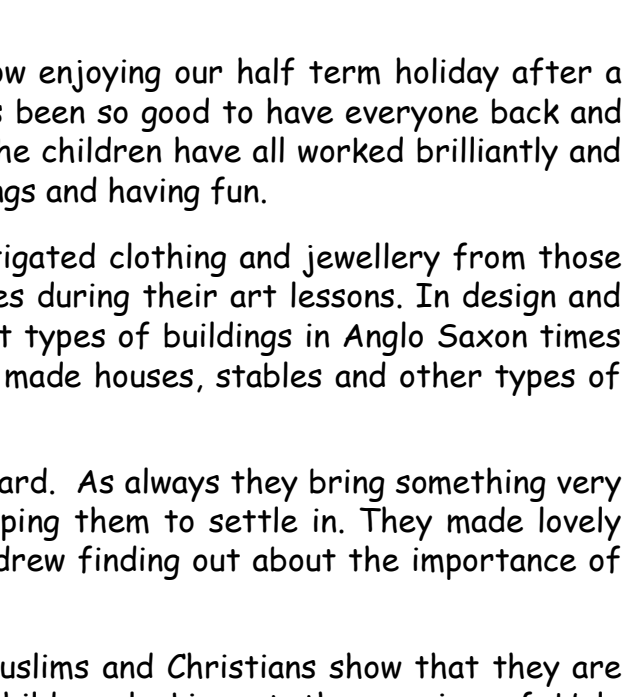 ow enjoying our half term holiday after a
s been so good to have everyone back and
he children have all worked brilliantly and
ngs and having fun.
rigated clothing and jewellery from those
es during their art lessons. In design and
t types of buildings in Anglo Saxon times
made houses, stables and other types of
ard.  As always they bring something very
ping them to settle in. They made lovely
drew finding out about the importance of
uslims and Christians show that they are